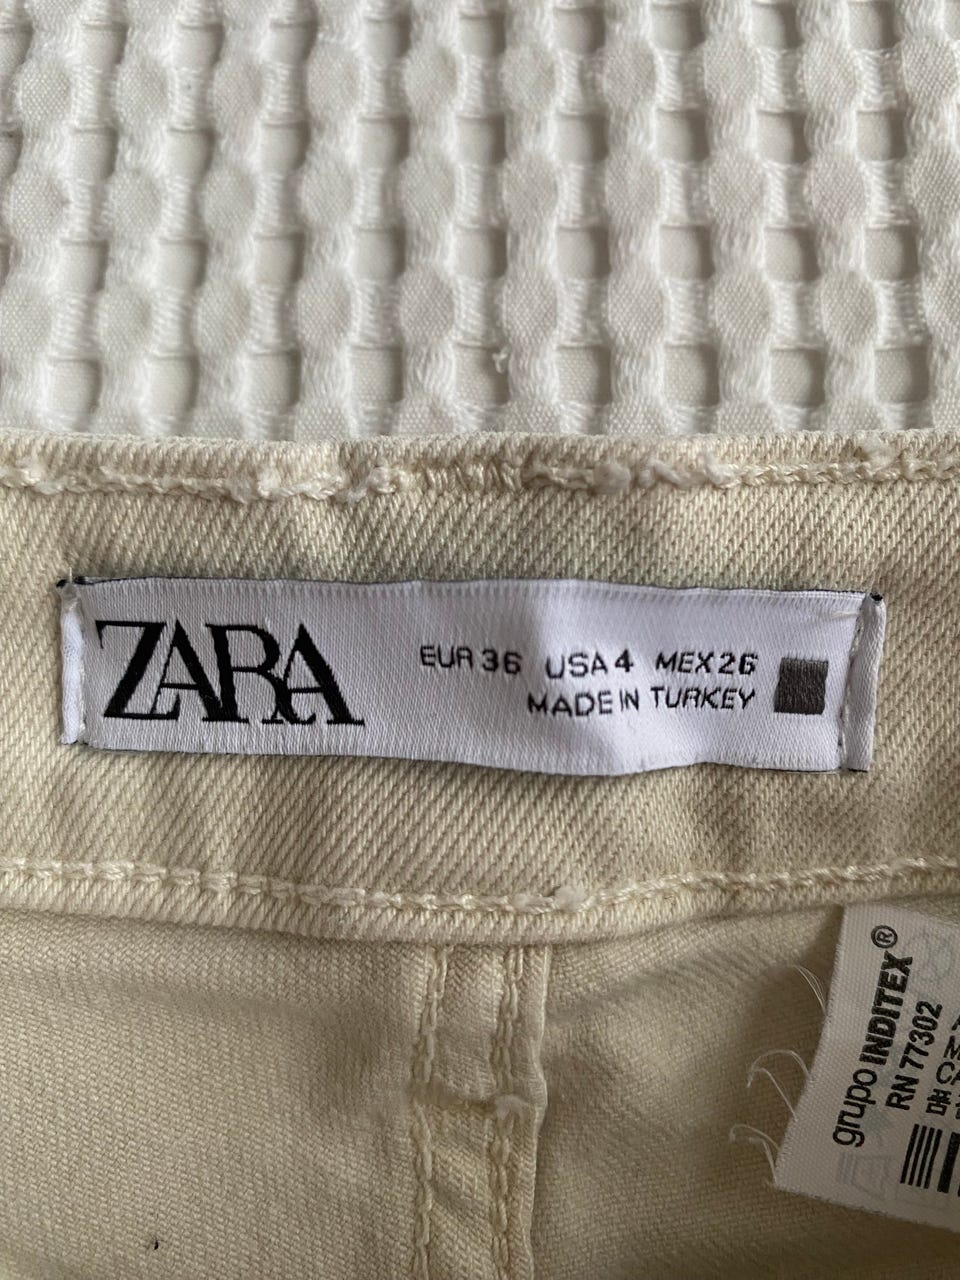 ZARA
EUR 36 USA 4 MEX 26
MADE IN TURKEY
grupo INDITEX®
RN 77302